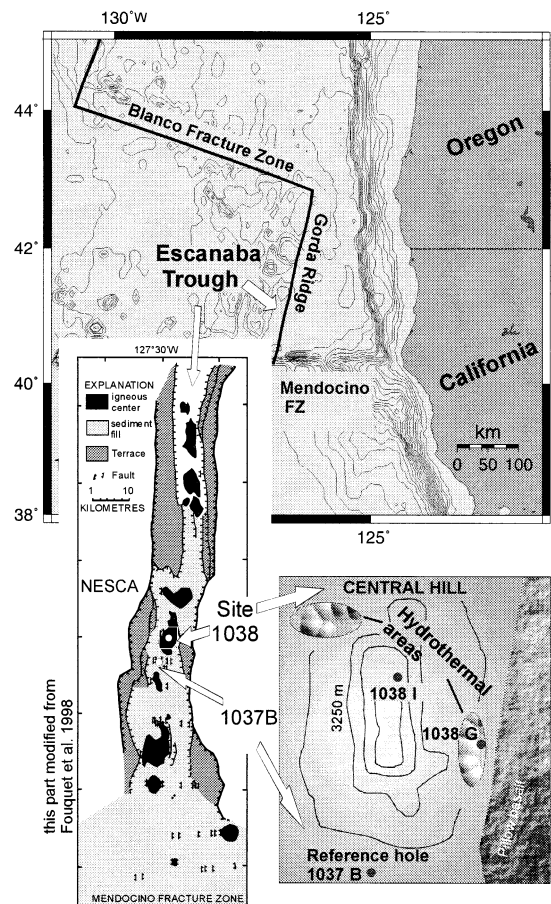 130°W
125°
44°
42°
40°
38°
Blanco Fracture Zone
Oregon
Gorda Ridge
Escanaba
Trough
California
Mendocino
FZ
km
0 50 100
125°
127°30'W
EXPLANATION
igneous
center
sediment
fill
Terrace
Fault
1 10
KILOMETRES
NESCA
Site
1038
1037B
this part modified from
Fouquet et al. 1998
MENDOCINO FRACTURE ZONE
CENTRAL HILL
Hydrothermal
areas
3250 m
1038 I
1038 G
Pillow basalt
Reference hole
1037 B